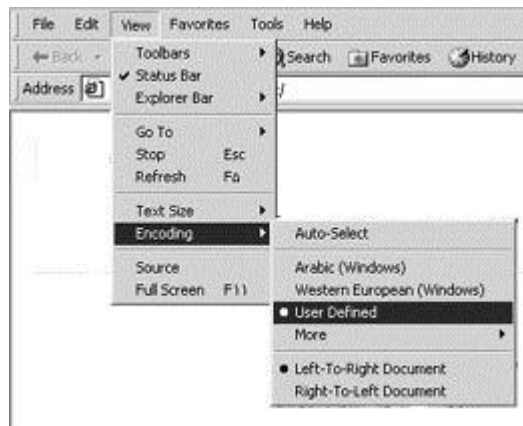 File Edit View Favorites Tools Help
Back Search Favorites History
Address
Toolbars
Status Bar
Explorer Bar
Go To
Stop Esc
Refresh
Text Size
Encoding
Source
Full Screen F11
Auto-Select
Arabic (Windows)
Western European (Windows)
User Defined
More
Left-To-Right Document
Right-To-Left Document